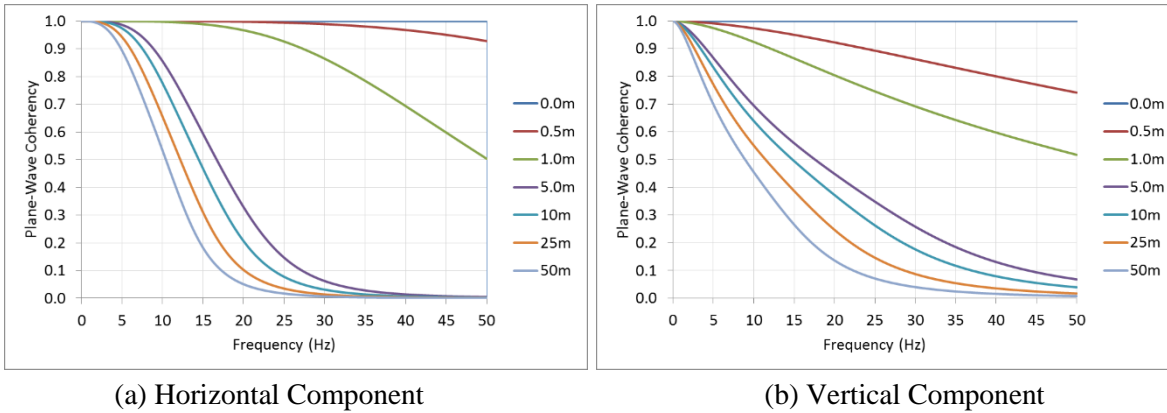 1.0
0.9
0.8
0.7
0.6
0.5
0.4
0.3
0.2
0.1
0.0
Plane-Wave Coherency
0 5 10 15 20 25 30 35 40 45 50
Frequency (Hz)
0.0m
0.5m
1.0m
5.0m
10m
25m
50m
(a) Horizontal Component
1.0
0.9
0.8
0.7
0.6
0.5
0.4
0.3
0.2
0.1
0.0
Plane-Wave Coherency
0 5 10 15 20 25 30 35 40 45 50
Frequency (Hz)
0.0m
0.5m
1.0m
5.0m
10m
25m
50m
(b) Vertical Component